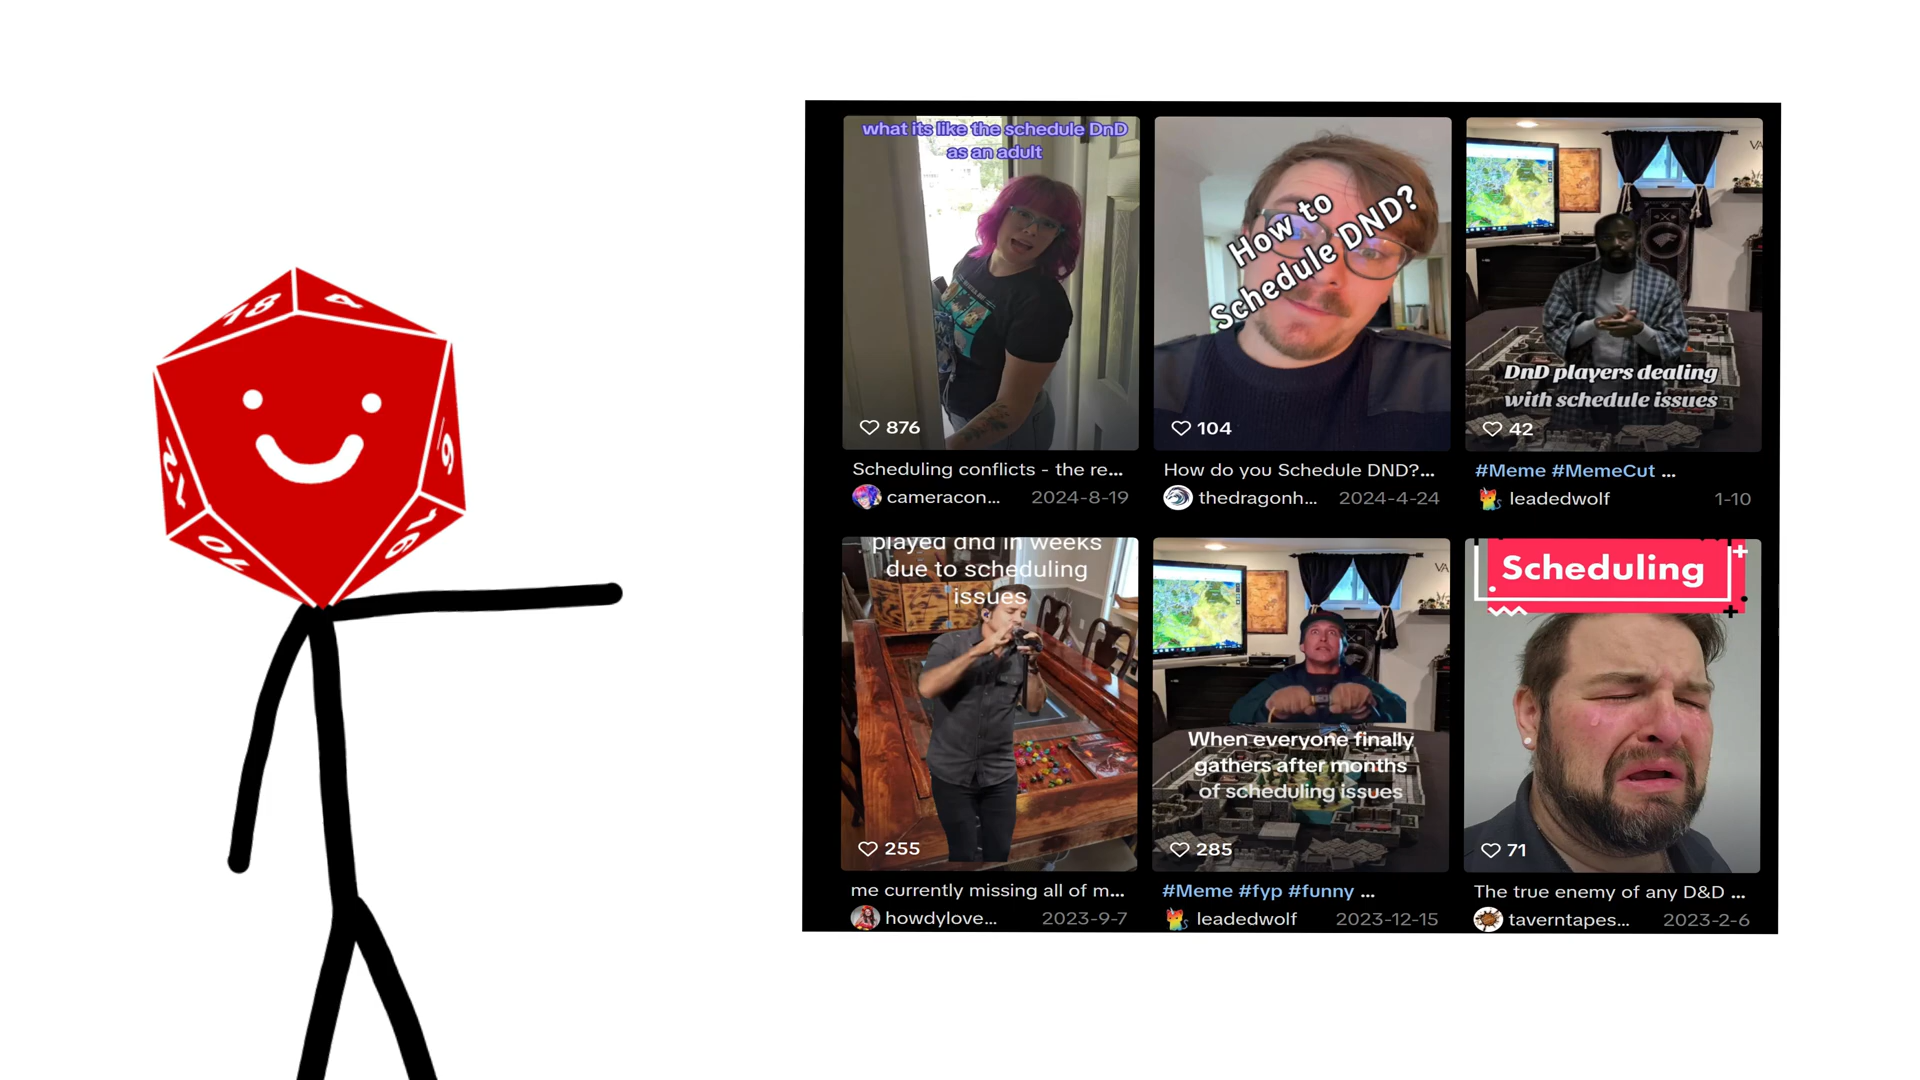 18
4
what its like the schedule DnD
as an adult
876
Scheduling conflicts - the re...
cameracon...
2024-8-19
How to
Schedule DND?
104
How do you Schedule DND?...
thedragonh...
2024-4-24
DnD players dealing
with schedule issues
42
#Meme #MemeCut ...
leadedwolf
1-10
played dnd in weeks
due to scheduling
issues
255
me currently missing all of m...
howdylove...
2023-9-7
When everyone finally
gathers after months
of scheduling issues
285
#Meme #fyp #funny ...
leadedwolf
2023-12-15
Scheduling
71
The true enemy of any D&D ...
taverntapes...
2023-2-6